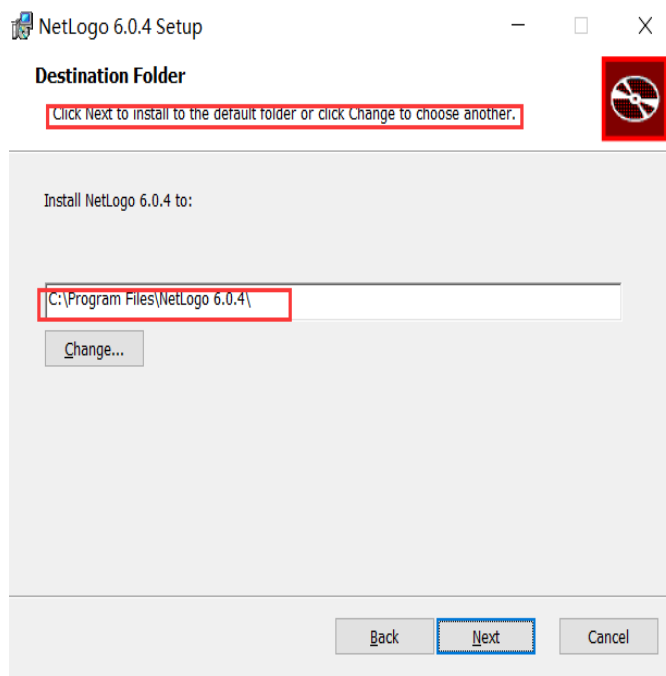 NetLogo 6.0.4 Setup
Destination Folder
Click Next to install to the default folder or click Change to choose another.
Install NetLogo 6.0.4 to:
C:\Program Files\NetLogo 6.0.4\
Change...
Back Next Cancel